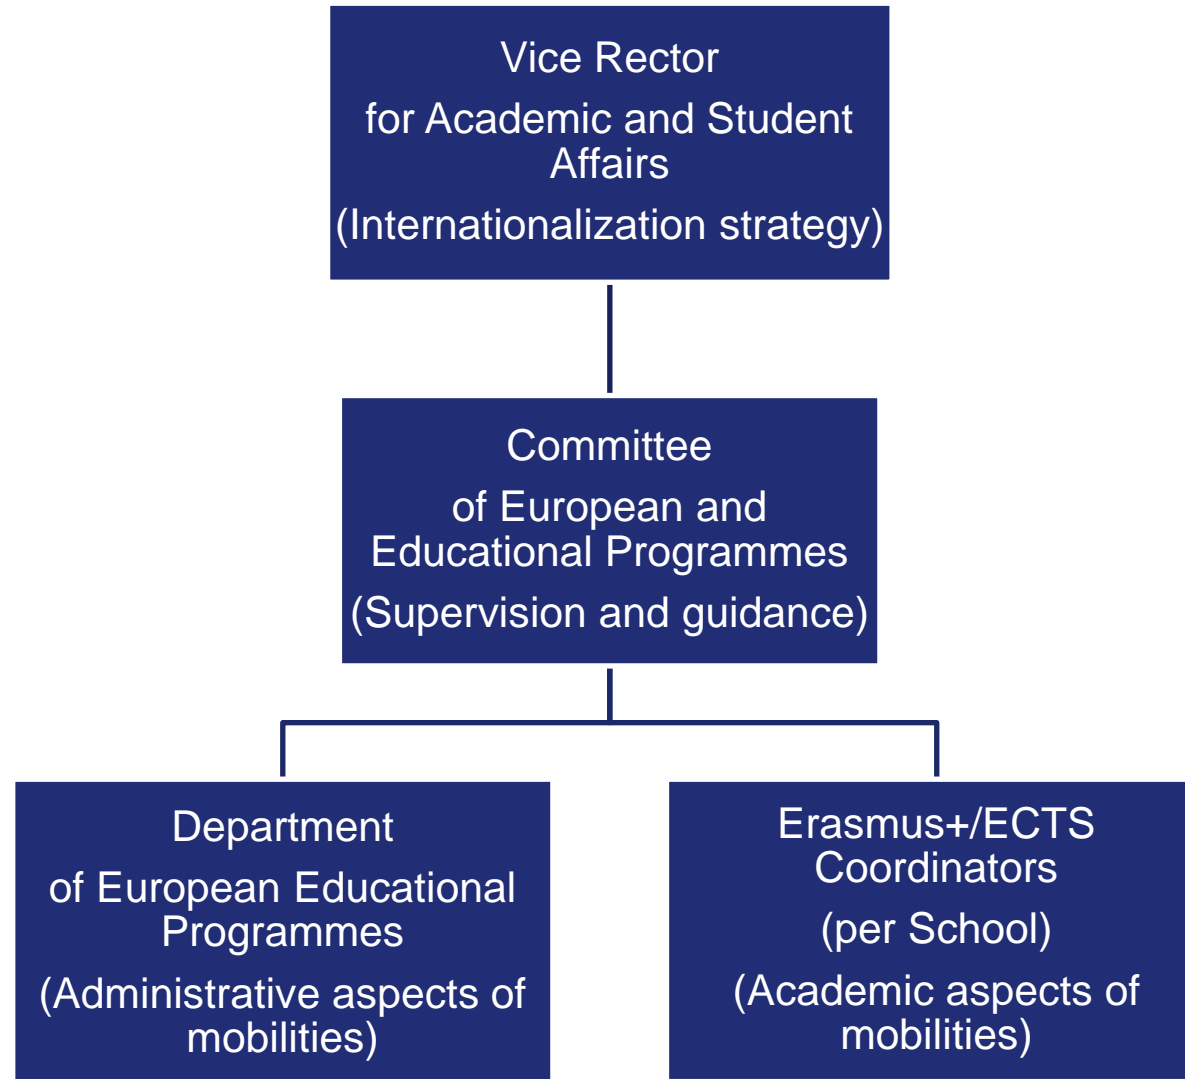 Vice Rector
for Academic and Student
Affairs
(Internationalization strategy)
Committee
of European and
Educational Programmes
(Supervision and guidance)
Department
of European Educational
Programmes
(Administrative aspects of
mobilities)
Erasmus+/ECTS
Coordinators
(per School)
(Academic aspects of
mobilities)